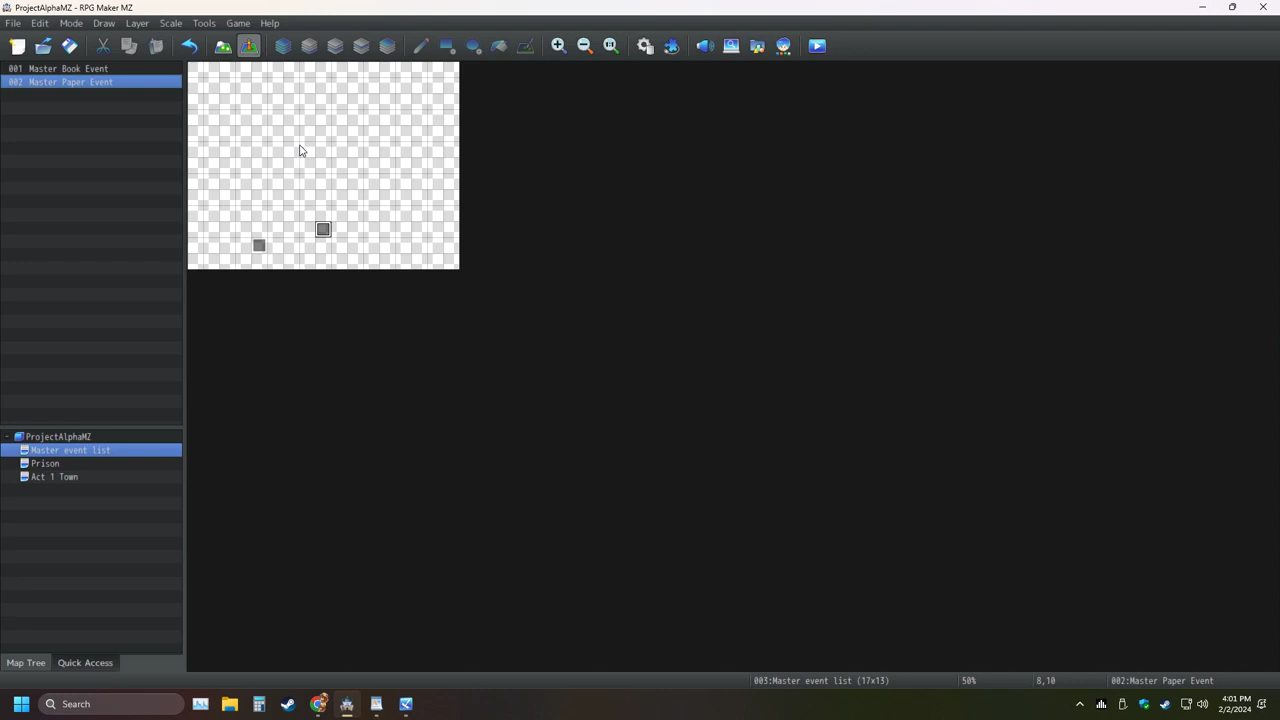 ProjectAlphaMZ - RPG Maker MZ
File Edit Mode Draw Layer Scale Tools Game Help
001 Master Book Event
002 Master Paper Event
ProjectAlphaMZ
Master event list
Prison
Act 1 Town
Map Tree Quick Access
003:Master event list (17x13) 50% 8,10 002:Master Paper Event
Search
4:01 PM
2/2/2024